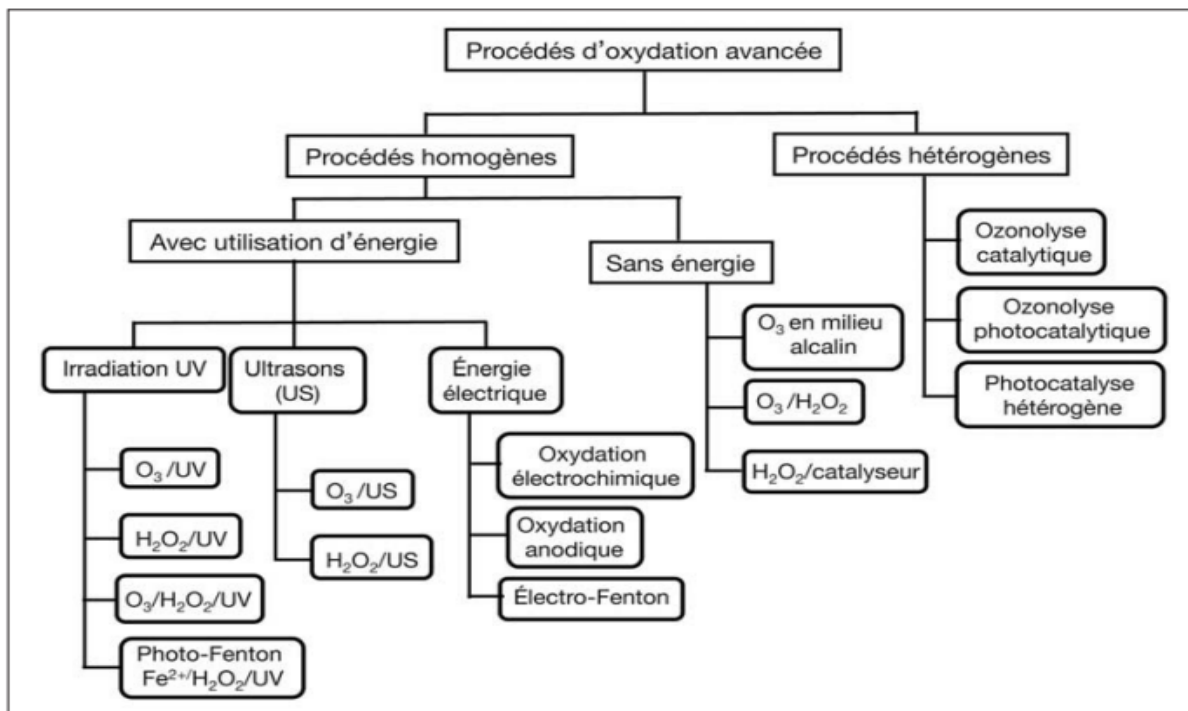 Procédés d'oxydation avancée
Procédés homogènes
Procédés hétérogènes
Avec utilisation d'énergie
Sans énergie
Ozonolyse
catalytique
Ozonolyse
photocatalytique
Photocatalyse
hétérogène
O₃ en milieu
alcalin
O₃/H₂O₂
H₂O₂/catalyseur
Irradiation UV
Ultrasons
(US)
Énergie
électrique
O₃/UV
H₂O₂/UV
O₃/H₂O₂/UV
Photo-Fenton
Fe²⁺/H₂O₂/UV
O₃/US
H₂O₂/US
Oxydation
électrochimique
Oxydation
anodique
Électro-Fenton